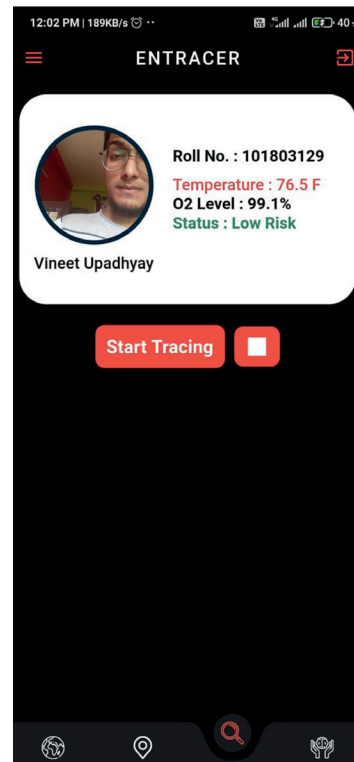 12:02 PM | 189KB/s
4G 40
ENTRACER
Roll No. : 101803129
Temperature : 76.5 F
O2 Level : 99.1%
Status : Low Risk
Vineet Upadhyay
Start Tracing